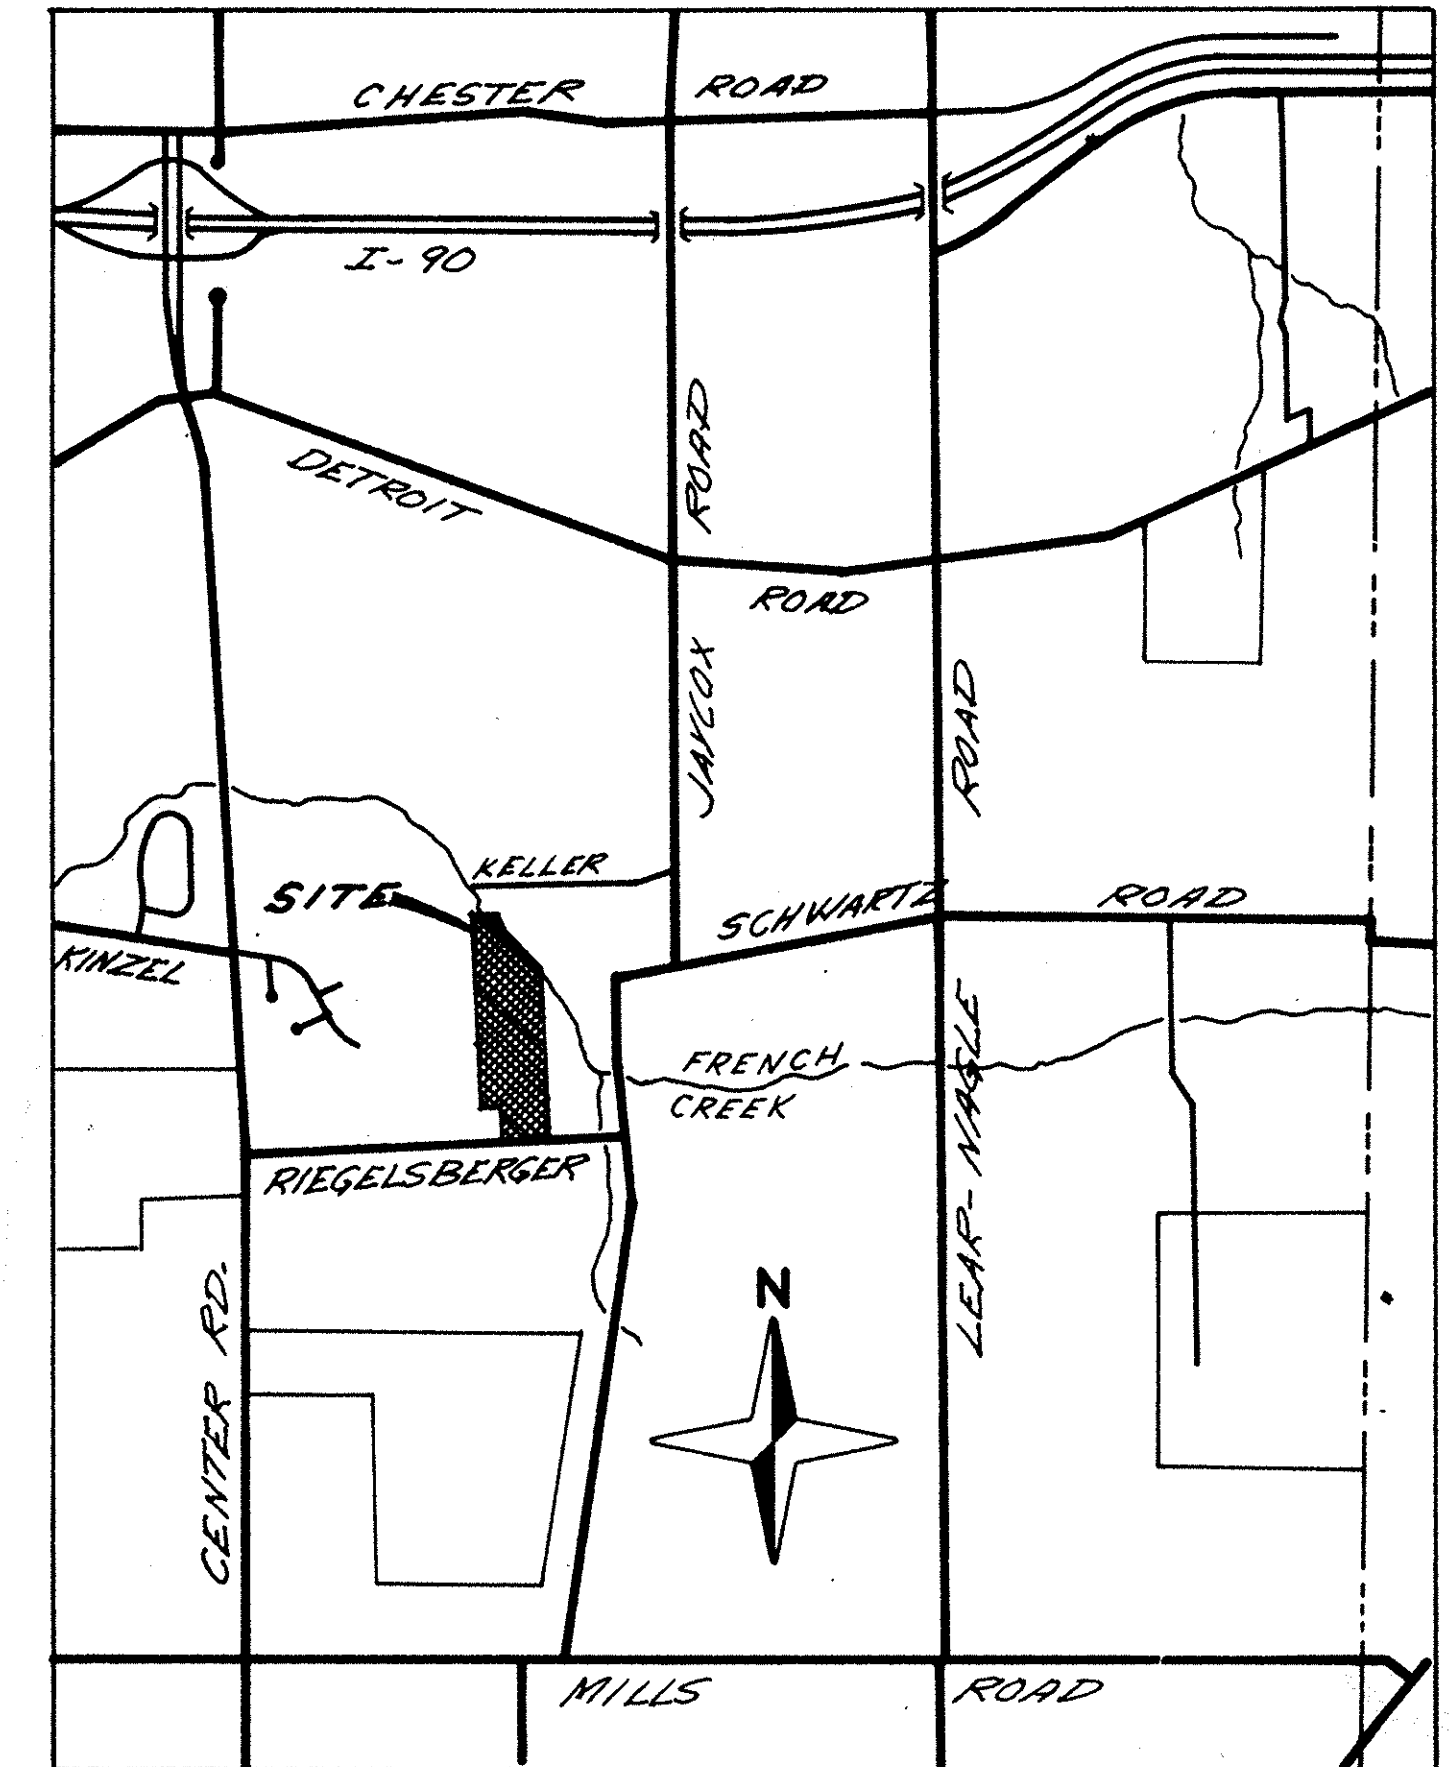 CHESTER ROAD
I-90
DETROIT
ROAD
ROAD
JAYCOX
ROAD
KELLER
SITE
SCHWARTZ
ROAD
KINZEL
FRENCH
CREEK
LEAR-NAGLE
RIEGELSBERGER
CENTER RD.
N
MILLS ROAD